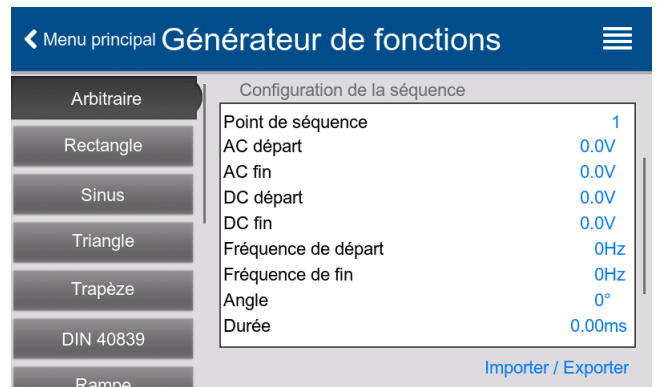 Menu principal Générateur de fonctions
Arbitraire
Rectangle
Sinus
Triangle
Trapèze
DIN 40839
Rampe
Configuration de la séquence
Point de séquence 1
AC départ 0.0V
AC fin 0.0V
DC départ 0.0V
DC fin 0.0V
Fréquence de départ 0Hz
Fréquence de fin 0Hz
Angle 0°
Durée 0.00ms
Importer / Exporter